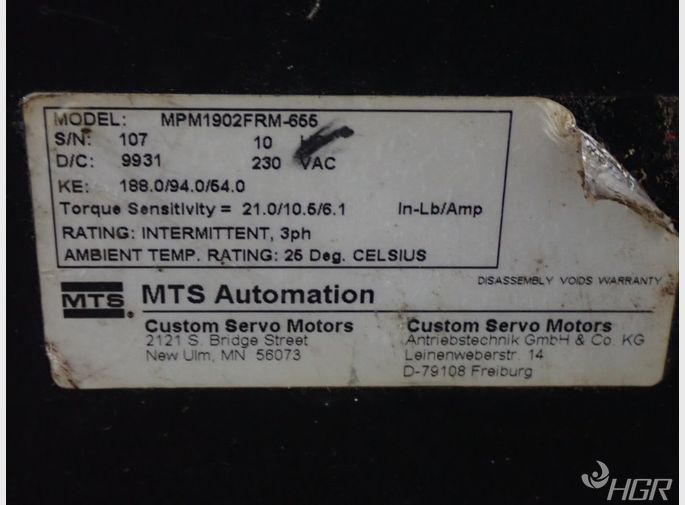 MODEL: MPM1902FRM-655
S/N: 107 10
D/C: 9931 230 VAC
KE: 188.0/94.0/54.0
Torque Sensitivity = 21.0/10.5/6.1 In-Lb/Amp
RATING: INTERMITTENT, 3ph
AMBIENT TEMP. RATING: 25 Deg. CELSIUS
DISASSEMBLY VOIDS WARRANTY
MTS® MTS Automation
Custom Servo Motors
2121 S. Bridge Street
New Ulm, MN 56073
Custom Servo Motors
Antriebstechnik GmbH & Co. KG
Leinenweberstr. 14
D-79108 Freiburg
HGR